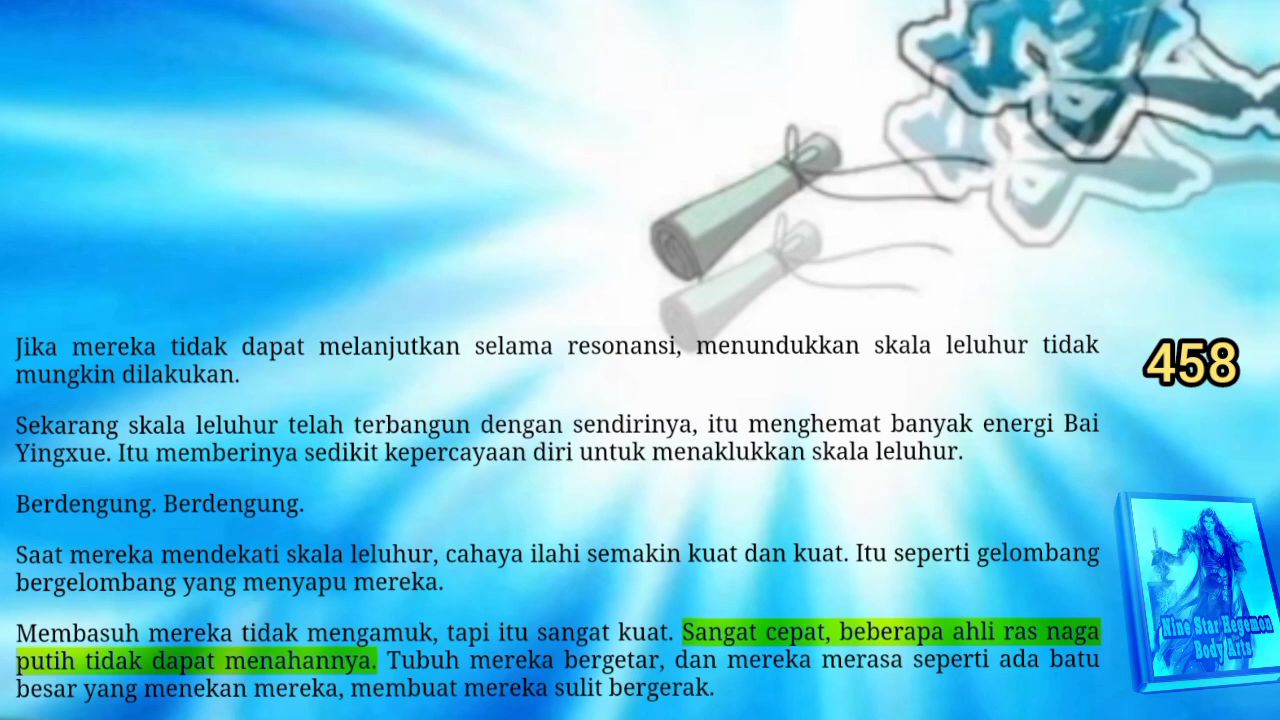 Jika mereka tidak dapat melanjutkan selama resonansi, menundukkan skala leluhur tidak
mungkin dilakukan.
458
Sekarang skala leluhur telah terbangun dengan sendirinya, itu menghemat banyak energi Bai
Yingxue. Itu memberinya sedikit kepercayaan diri untuk menaklukkan skala leluhur.
Berdengung. Berdengung.
Saat mereka mendekati skala leluhur, cahaya ilahi semakin kuat dan kuat. Itu seperti gelombang
bergelombang yang menyapu mereka.
Membasuh mereka tidak mengamuk, tapi itu sangat kuat. Sangat cepat, beberapa ahli ras naga
putih tidak dapat menahannya. Tubuh mereka bergetar, dan mereka merasa seperti ada batu
besar yang menekan mereka, membuat mereka sulit bergerak.
Nine Star Hegemon
Body Arts